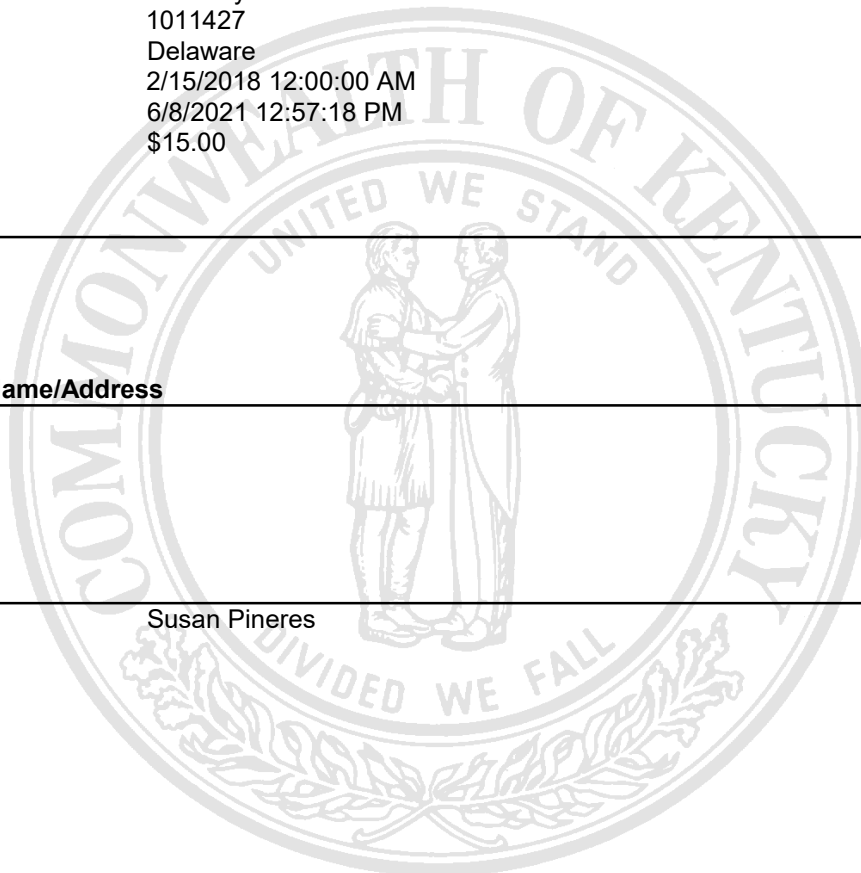 1011427
Delaware
2/15/2018 12:00:00 AM
6/8/2021 12:57:18 PM
$15.00
COMMONWEALTH OF KENTUCKY
UNITED WE STAND
ame/Address
Susan Pineres
DIVIDED WE FALL